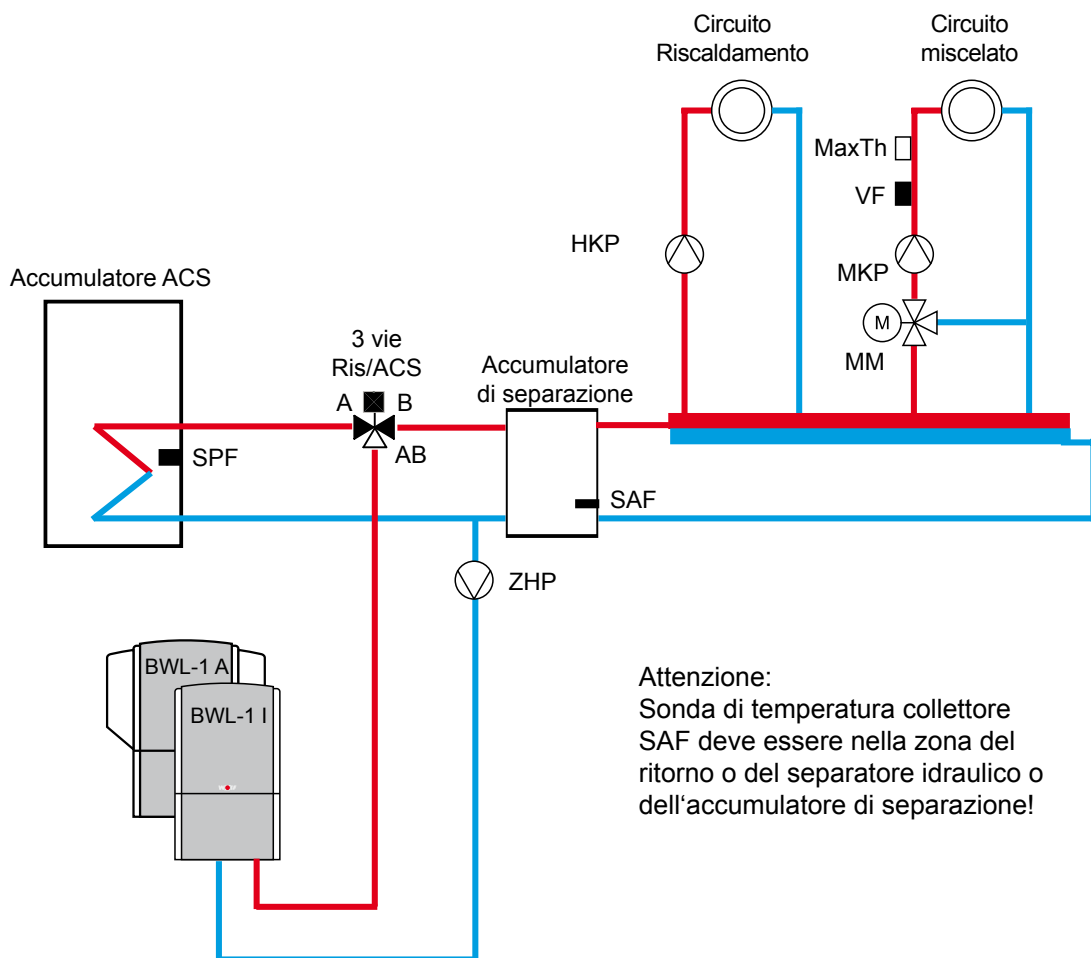 Circuito
Riscaldamento
Circuito
miscelato
MaxTh
VF
HKP
MKP
M
MM
Accumulatore ACS
3 vie
Ris/ACS
A
B
AB
Accumulatore
di separazione
SPF
SAF
ZHP
BWL-1 A
BWL-1 I
Attenzione:
Sonda di temperatura collettore
SAF deve essere nella zona del
ritorno o del separatore idraulico o
dell‘accumulatore di separazione!